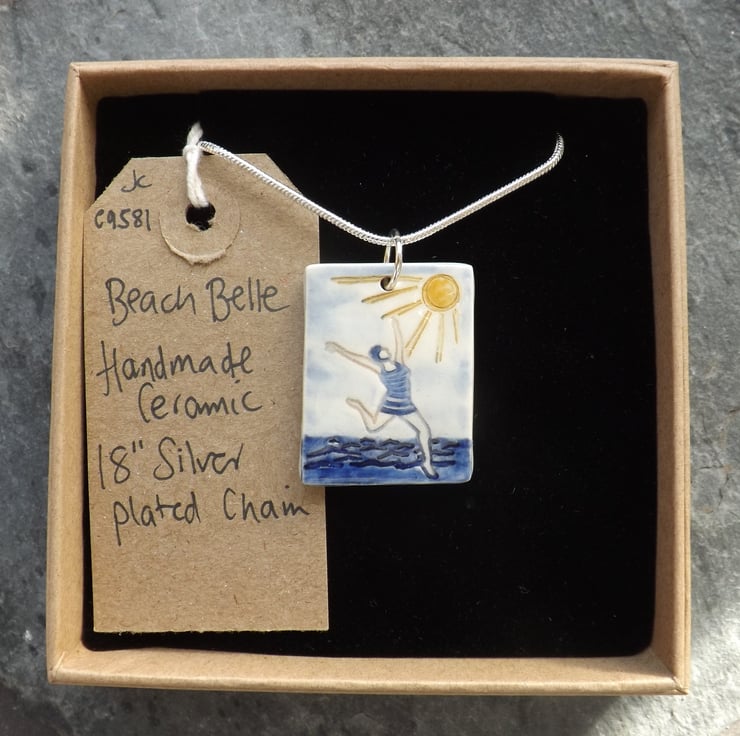 JC
C9581
Beach Belle
Handmade
Ceramic
18" Silver
plated Chain